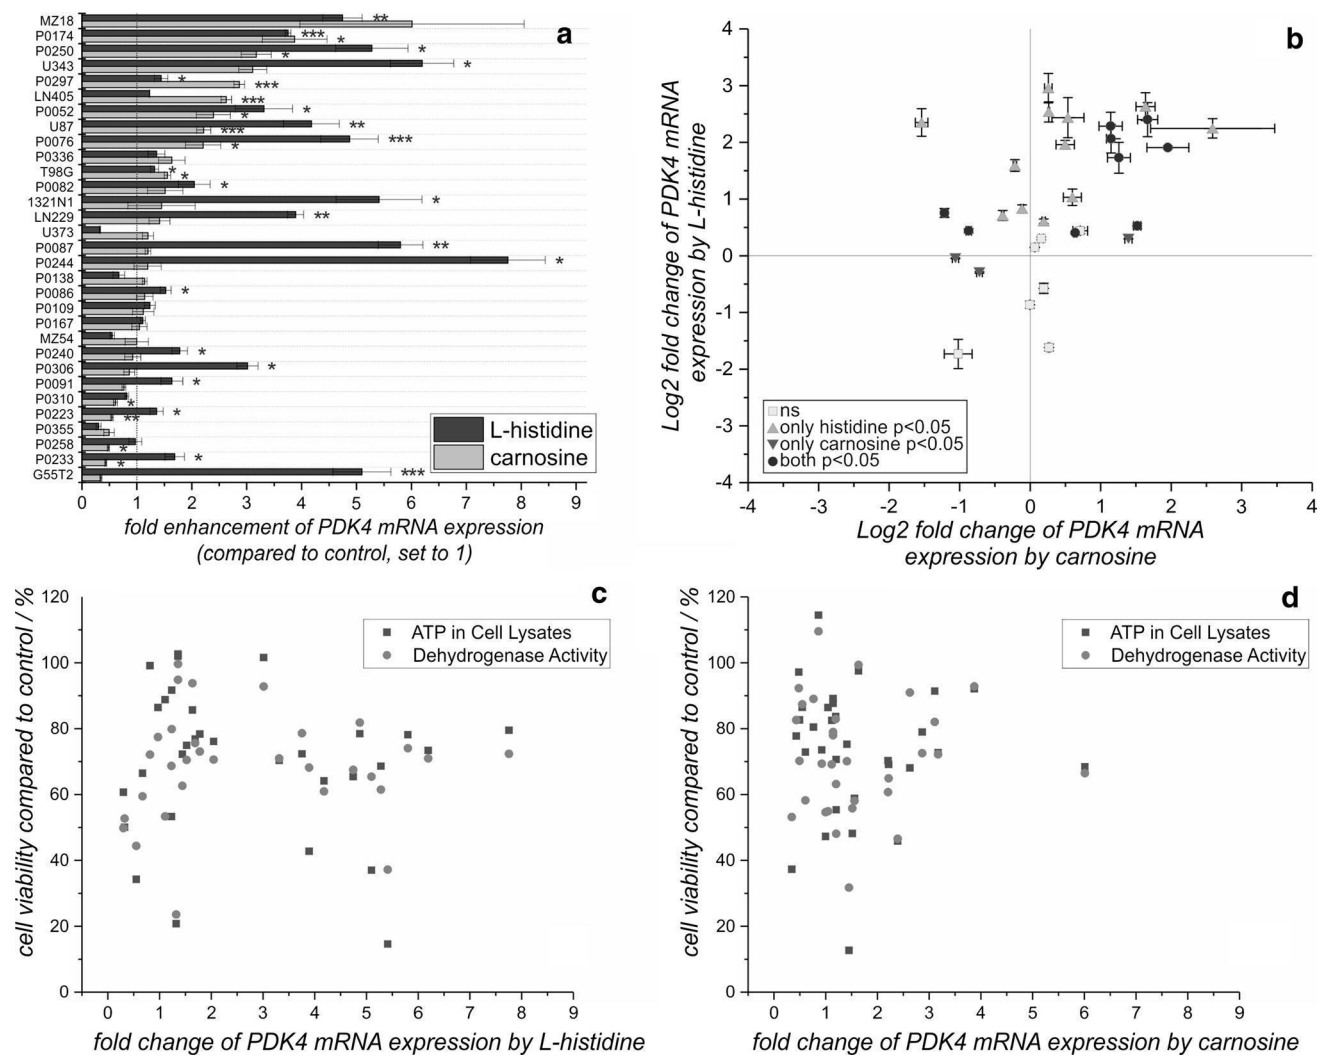 a
MZ18
P0174
P0250
U343
P0297
LN405
P0052
U87
P0076
P0336
T98G
P0082
1321N1
LN229
U373
P0087
P0244
P0138
P0086
P0109
P0167
MZ54
P0240
P0306
P0091
P0310
P0223
P0355
P0258
P0233
G55T2
**
***
*
*
*
*
*
***
***
*
*
**
***
***
*
*
*
*
*
**
**
*
*
*
*
*
*
*
**
*
*
*
***
L-histidine
carnosine
0 1 2 3 4 5 6 7 8 9
fold enhancement of PDK4 mRNA expression
(compared to control, set to 1)
b
4
3
2
1
0
-1
-2
-3
-4
Log2 fold change of PDK4 mRNA
expression by L-histidine
ns
only histidine p<0.05
only carnosine p<0.05
both p<0.05
-4 -3 -2 -1 0 1 2 3 4
Log2 fold change of PDK4 mRNA
expression by carnosine
c
cell viability compared to control / %
120
100
80
60
40
20
0
ATP in Cell Lysates
Dehydrogenase Activity
0 1 2 3 4 5 6 7 8 9
fold change of PDK4 mRNA expression by L-histidine
d
cell viability compared to control / %
120
100
80
60
40
20
0
ATP in Cell Lysates
Dehydrogenase Activity
0 1 2 3 4 5 6 7 8 9
fold change of PDK4 mRNA expression by carnosine